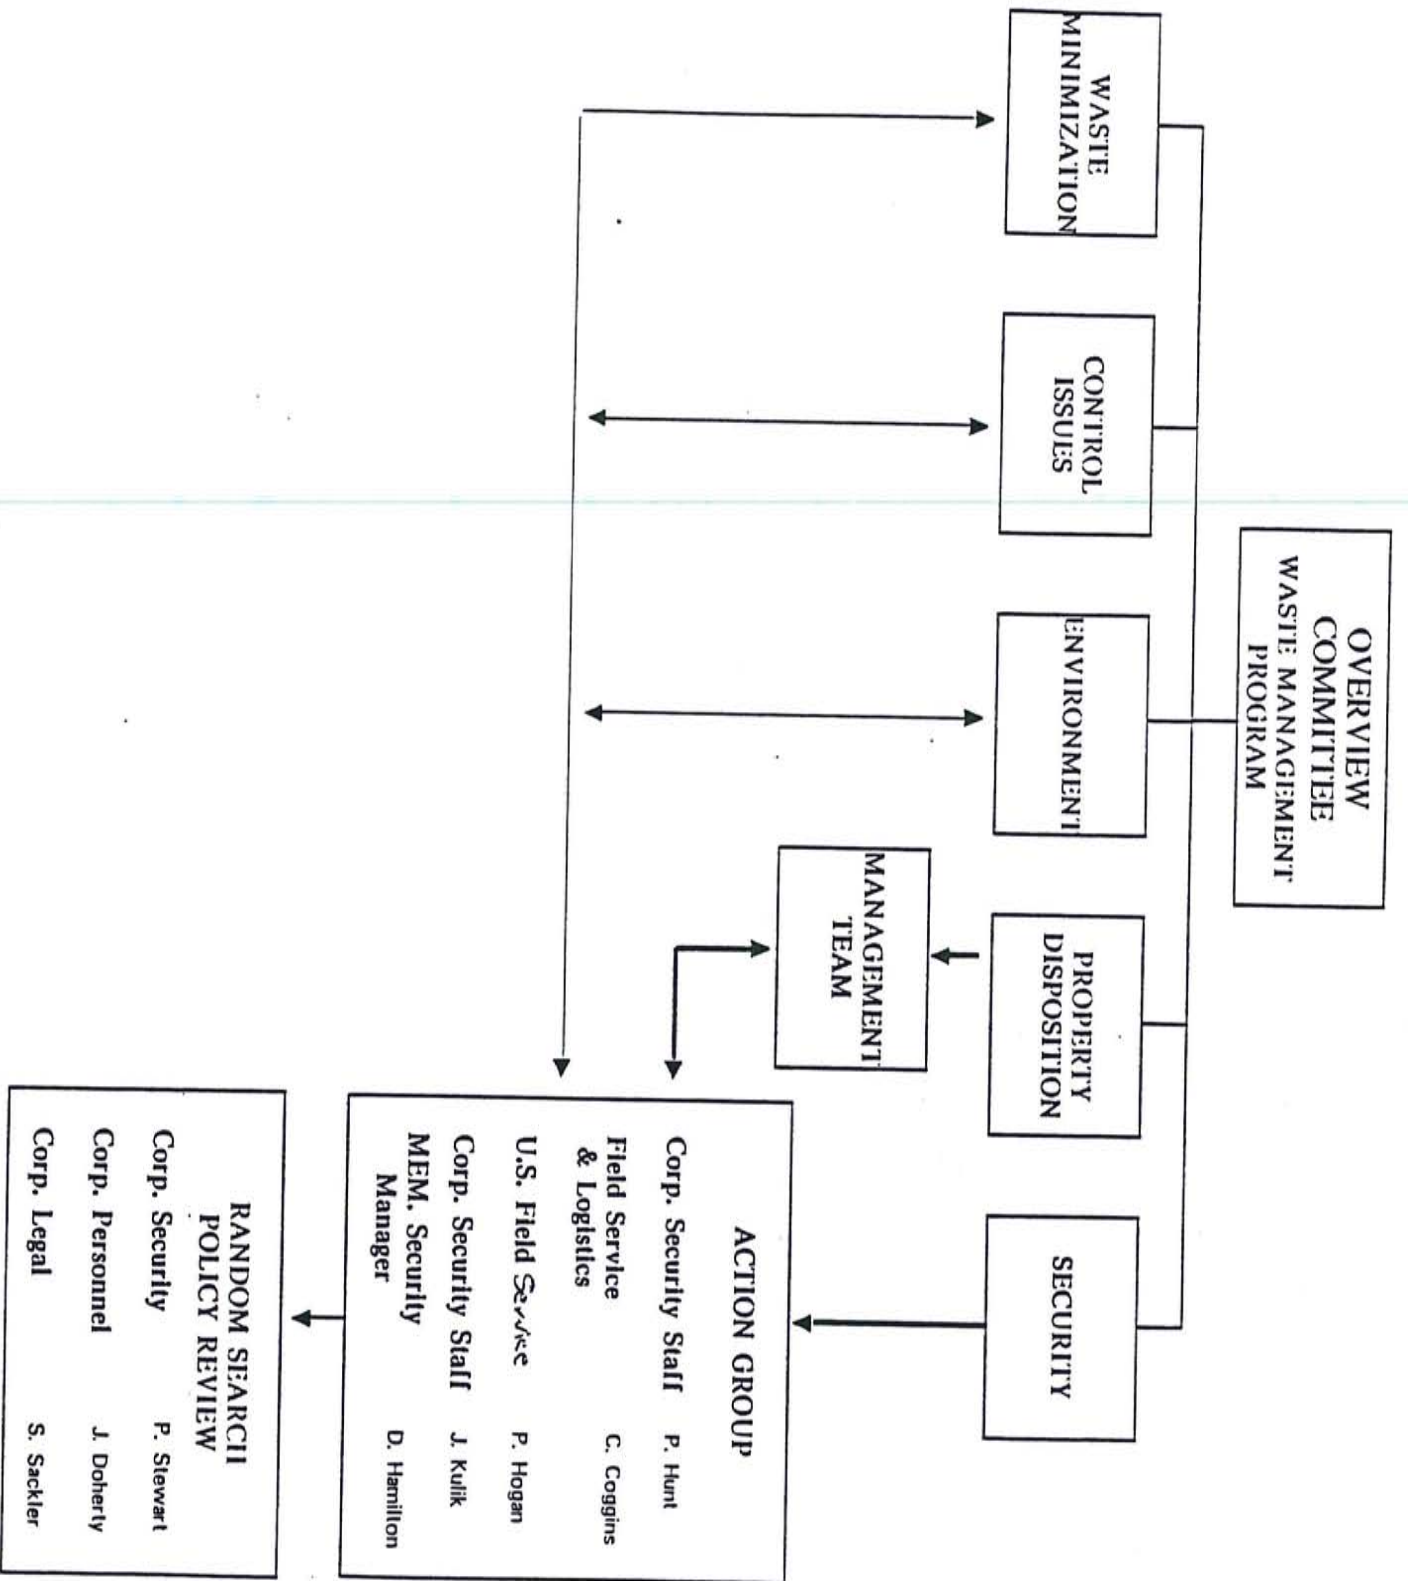 OVERVIEW
COMMITTEE
WASTE MANAGEMENT
PROGRAM
WASTE
MINIMIZATION
CONTROL
ISSUES
ENVIRONMENT
PROPERTY
DISPOSITION
SECURITY
MANAGEMENT
TEAM
ACTION GROUP
Corp. Security Staff P. Hunt
Field Service C. Coggins
& Logistics
U.S. Field Service P. Hogan
Corp. Security Staff J. Kulik
MEM. Security
Manager D. Hamilton
RANDOM SEARCH
POLICY REVIEW
Corp. Security P. Stewart
Corp. Personnel J. Doherty
Corp. Legal S. Sackler